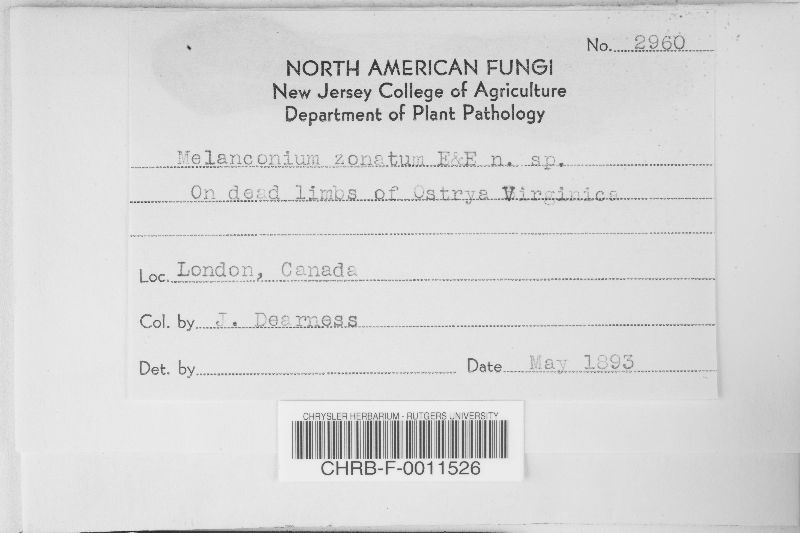 No. 2960
NORTH AMERICAN FUNGI
New Jersey College of Agriculture
Department of Plant Pathology
Melanconium zonatum E&E n. sp.
On dead limbs of Ostrya Virginica
Loc. London, Canada
Col. by J. Dearness
Det. by
Date May 1893
CHRYSLER HERBARIUM - RUTGERS UNIVERSITY
CHRB-F-0011526